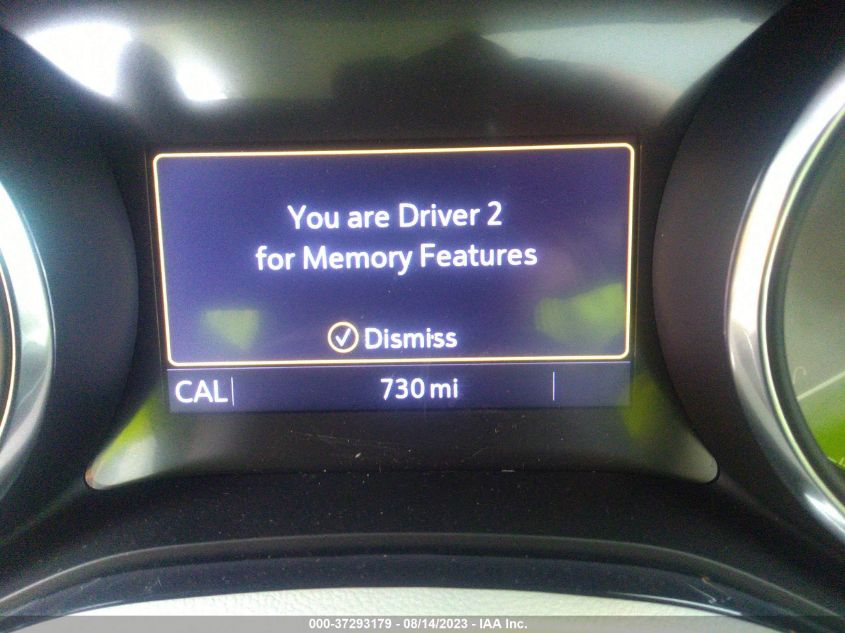 You are Driver 2
for Memory Features
Dismiss
CAL 730 mi
000-37293179 - 08/14/2023 - IAA Inc.